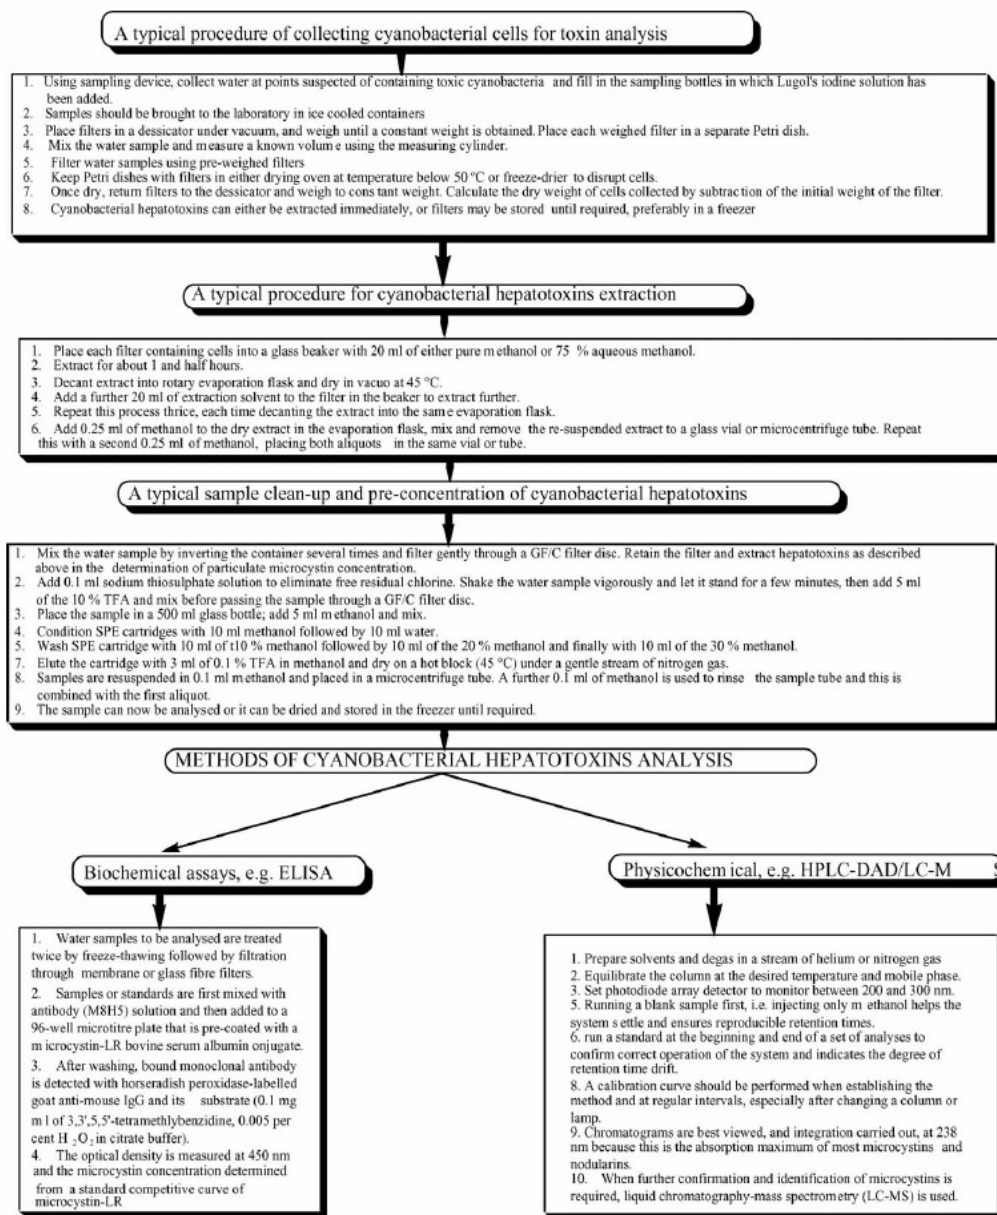 A typical procedure of collecting cyanobacterial cells for toxin analysis
1. Using sampling device, collect water at points suspected of containing toxic cyanobacteria and fill in the sampling bottles in which Lugol's iodine solution has
been added.
2. Samples should be brought to the laboratory in ice cooled containers
3. Place filters in a dessicator under vacuum, and weigh until a constant weight is obtained. Place each weighed filter in a separate Petri dish.
4. Mix the water sample and measure a known volume using the measuring cylinder.
5. Filter water samples using pre-weighed filters
6. Keep Petri dishes with filters in either drying oven at temperature below 50 °C or freeze-drier to disrupt cells.
7. Once dry, return filters to the dessicator and weigh to constant weight. Calculate the dry weight of cells collected by subtraction of the initial weight of the filter.
8. Cyanobacterial hepatotoxins can either be extracted immediately, or filters may be stored until required, preferably in a freezer
A typical procedure for cyanobacterial hepatotoxins extraction
1. Place each filter containing cells into a glass beaker with 20 ml of either pure methanol or 75 % aqueous methanol.
2. Extract for about 1 and half hours.
3. Decant extract into rotary evaporation flask and dry in vacuo at 45 °C.
4. Add a further 20 ml of extraction solvent to the filter in the beaker to extract further.
5. Repeat this process thrice, each time decanting the extract into the same evaporation flask.
6. Add 0.25 ml of methanol to the dry extract in the evaporation flask, mix and remove the re-suspended extract to a glass vial or microcentrifuge tube. Repeat
this with a second 0.25 ml of methanol, placing both aliquots in the same vial or tube.
A typical sample clean-up and pre-concentration of cyanobacterial hepatotoxins
1. Mix the water sample by inverting the container several times and filter gently through a GF/C filter disc. Retain the filter and extract hepatotoxins as described
above in the determination of particulate microcystin concentration.
2. Add 0.1 ml sodium thiosulphate solution to eliminate free residual chlorine. Shake the water sample vigorously and let it stand for a few minutes, then add 5 ml
of the 10 % TFA and mix before passing the sample through a GF/C filter disc.
3. Place the sample in a 500 ml glass bottle; add 5 ml methanol and mix.
4. Condition SPE cartridges with 10 ml methanol followed by 10 ml water.
5. Wash SPE cartridge with 10 ml of t10 % methanol followed by 10 ml of the 20 % methanol and finally with 10 ml of the 30 % methanol.
7. Elute the cartridge with 3 ml of 0.1 % TFA in methanol and dry on a hot block (45 °C) under a gentle stream of nitrogen gas.
8. Samples are resuspended in 0.1 ml methanol and placed in a microcentrifuge tube. A further 0.1 ml of methanol is used to rinse the sample tube and this is
combined with the first aliquot.
9. The sample can now be analysed or it can be dried and stored in the freezer until required.
METHODS OF CYANOBACTERIAL HEPATOTOXINS ANALYSIS
Biochemical assays, e.g. ELISA
1. Water samples to be analysed are treated
twice by freeze-thawing followed by filtration
through membrane or glass fibre filters.
2. Samples or standards are first mixed with
antibody (M8H5) solution and then added to a
96-well microtitre plate that is pre-coated with a
microcystin-LR bovine serum albumin onjugate.
3. After washing, bound monoclonal antibody
is detected with horseradish peroxidase-labelled
goat anti-mouse IgG and its substrate (0.1 mg
ml of 3,3',5,5'-tetramethlybenzidine, 0.005 per
cent H2O2 in citrate buffer).
4. The optical density is measured at 450 nm
and the microcystin concentration determined
from a standard competitive curve of
microcystin-LR
Physicochemical, e.g. HPLC-DAD/LC-M S
1. Prepare solvents and degas in a stream of helium or nitrogen gas
2. Equilibrate the column at the desired temperature and mobile phase.
3. Set photodiode array detector to monitor between 200 and 300 nm.
5. Running a blank sample first, i.e. injecting only methanol helps the
system settle and ensures reproducible retention times.
6. run a standard at the beginning and end of a set of analyses to
confirm correct operation of the system and indicates the degree of
retention time drift.
8. A calibration curve should be performed when establishing the
method and at regular intervals, especially after changing a column or
lamp.
9. Chromatograms are best viewed, and integration carried out, at 238
nm because this is the absorption maximum of most microcystins and
nodularins.
10. When further confirmation and identification of microcystins is
required, liquid chromatography-mass spectrometry (LC-MS) is used.